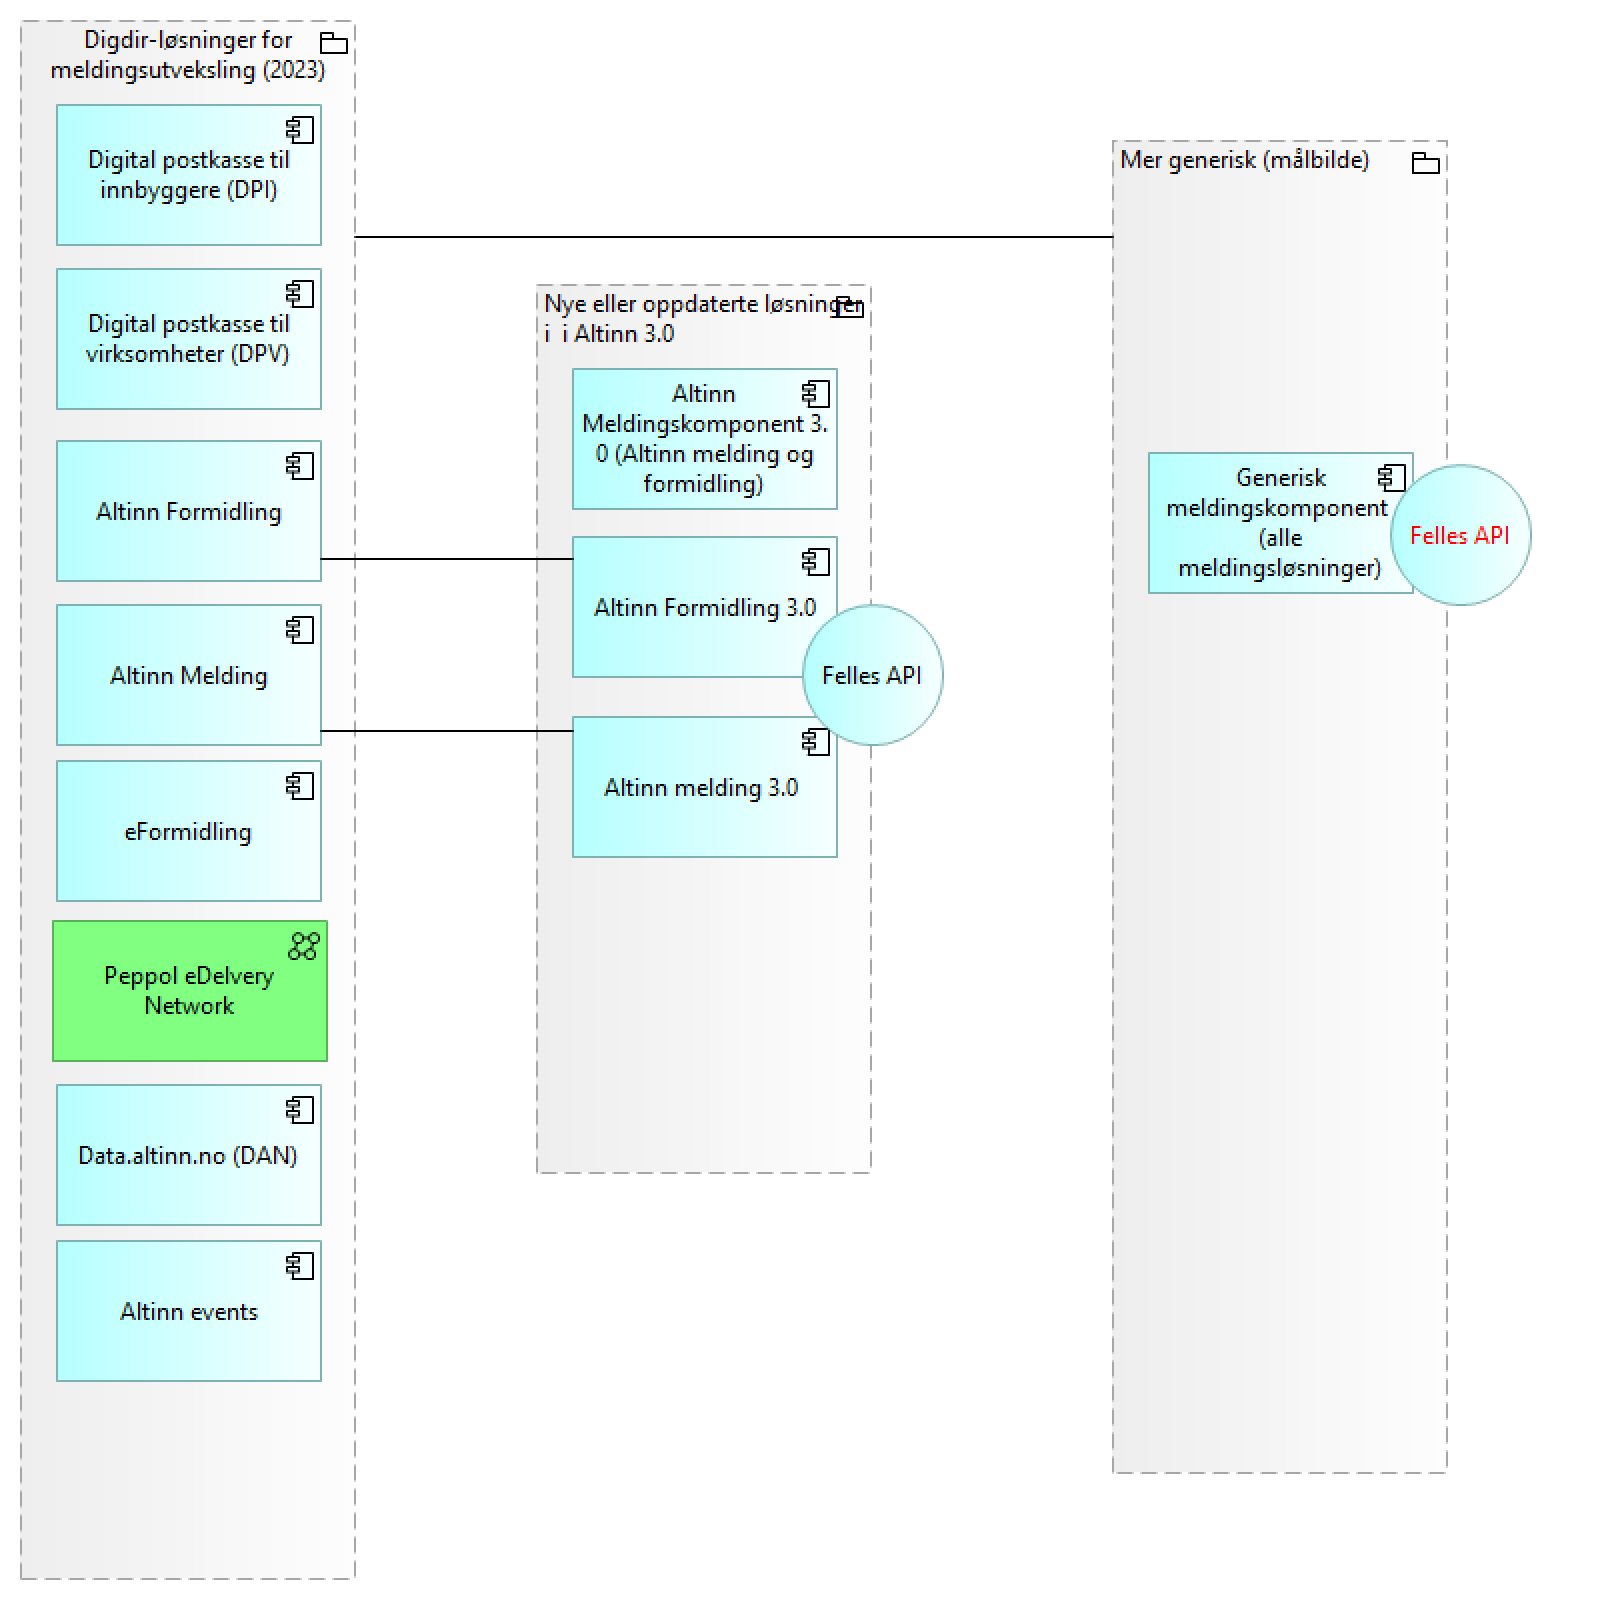 Digdir-løsninger for
meldingsutveksling (2023)
Digital postkasse til
innbyggere (DPI)
Digital postkasse til
virksomheter (DPV)
Altinn Formidling
Altinn Melding
eFormidling
Peppol eDelvery
Network
Data.altinn.no (DAN)
Altinn events
Nye eller oppdaterte løsninger
i  i Altinn 3.0
Altinn
Meldingskomponent 3.
0 (Altinn melding og
formidling)
Altinn Formidling 3.0
Felles API
Altinn melding 3.0
Mer generisk (målbilde)
Generisk
meldingskomponent
(alle
meldingsløsninger)
Felles API